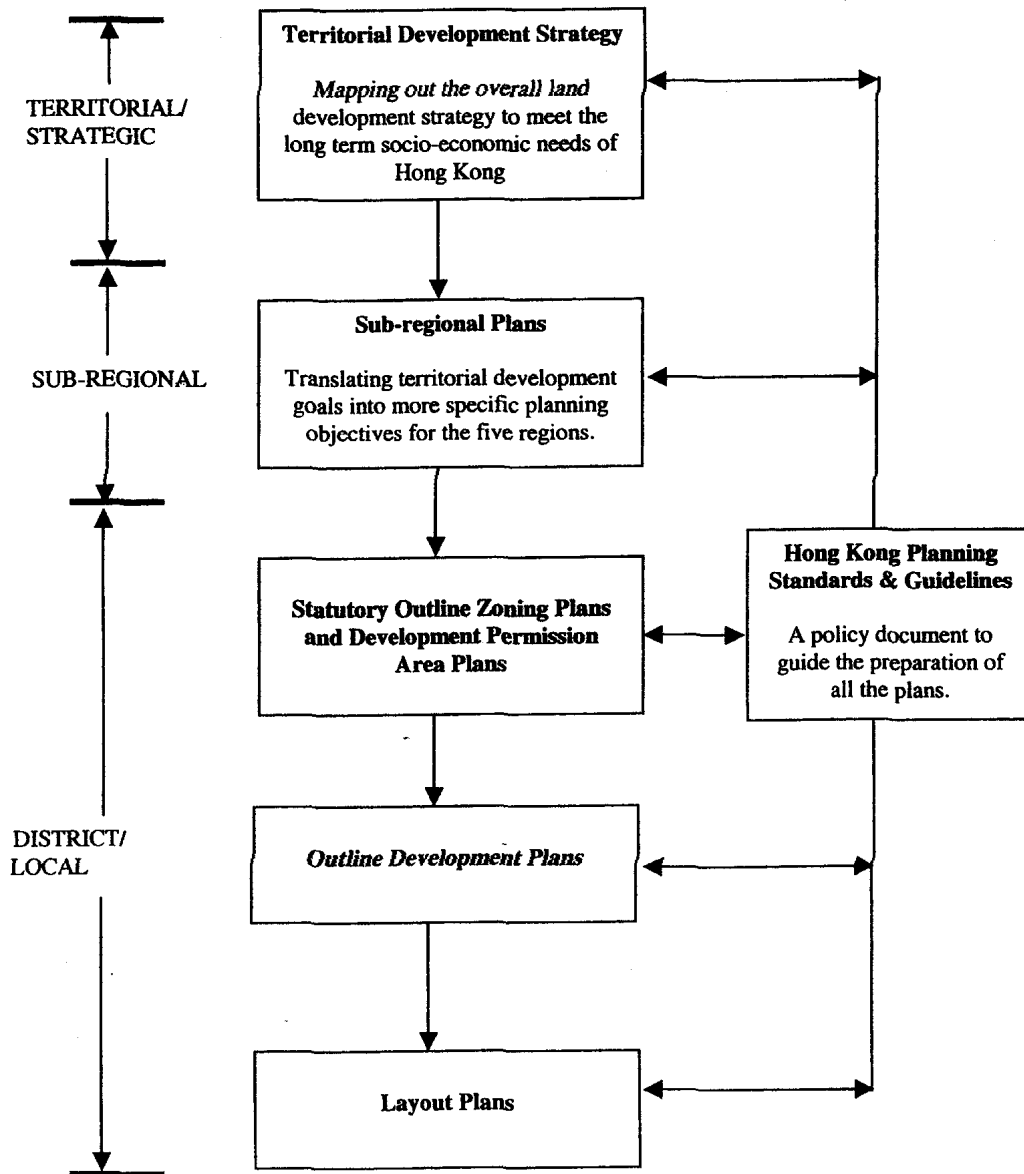 Territorial Development Strategy
Mapping out the overall land
development strategy to meet the
long term socio-economic needs of
Hong Kong
TERRITORIAL/
STRATEGIC
Sub-regional Plans
Translating territorial development
goals into more specific planning
objectives for the five regions.
SUB-REGIONAL
Statutory Outline Zoning Plans
and Development Permission
Area Plans
Hong Kong Planning
Standards & Guidelines
A policy document to
guide the preparation of
all the plans.
DISTRICT/
LOCAL
Outline Development Plans
Layout Plans